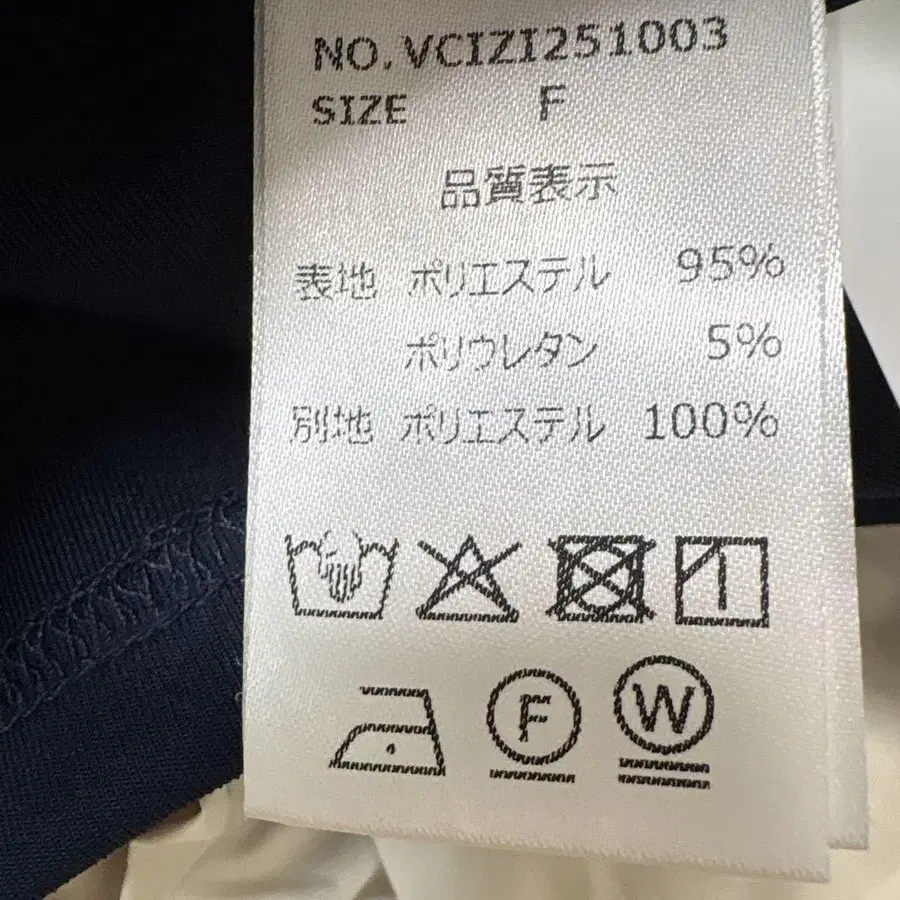 NO.VCIZI251003
SIZE F
品質表示
表地 ポリエステル 95%
ポリウレタン 5%
別地 ポリエステル 100%
F W